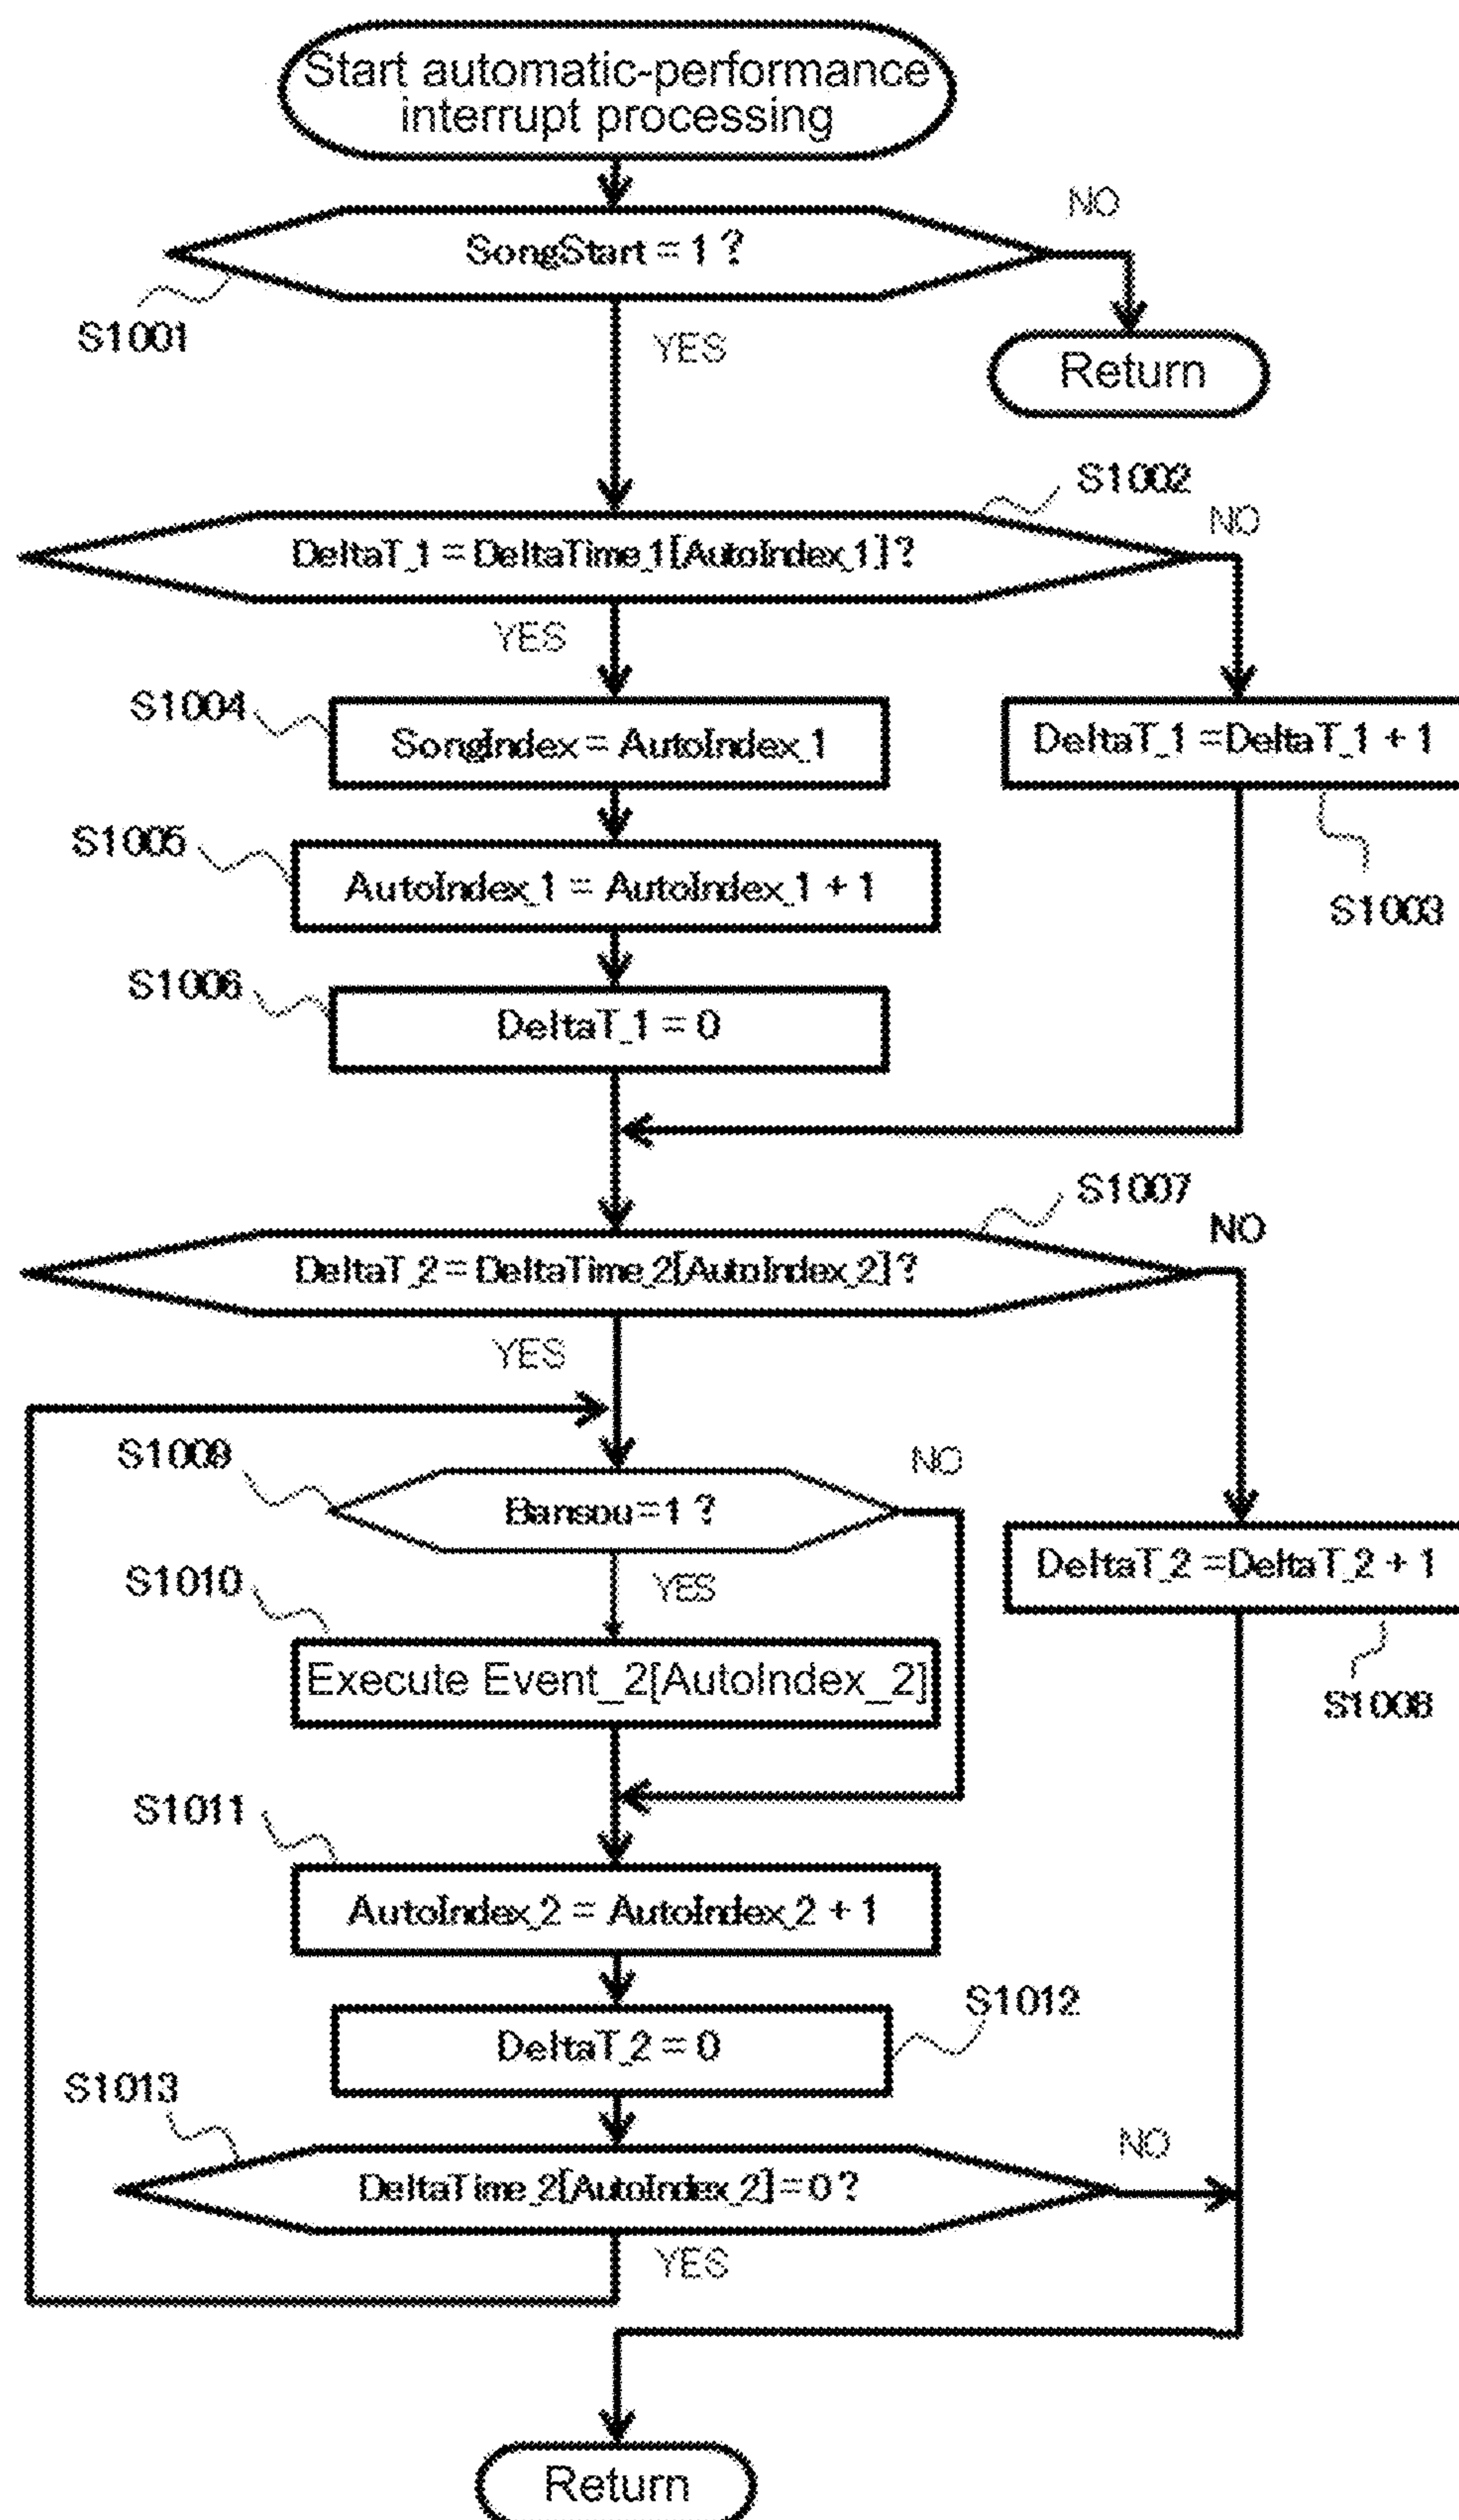 Start automatic-performance
interrupt processing
SongStart = 1 ?
NO
S1001
YES
Return
S1002
NO
DeltaT_1 = DeltaTime_1[AutoIndex_1]?
YES
S1004
SongIndex = AutoIndex_1
DeltaT_1 =DeltaT_1 + 1
S1005
AutoIndex_1 = AutoIndex_1 + 1
S1003
S1006
DeltaT_1 = 0
S1007
NO
DeltaT_2 = DeltaTime_2[AutoIndex_2]?
YES
S1009
NO
Bansou=1 ?
DeltaT_2 =DeltaT_2 + 1
S1010
YES
Execute Event_2[AutoIndex_2]
S1008
S1011
AutoIndex_2 = AutoIndex_2 + 1
S1012
DeltaT_2 = 0
S1013
NO
DeltaTime_2[AutoIndex_2]=0?
YES
Return